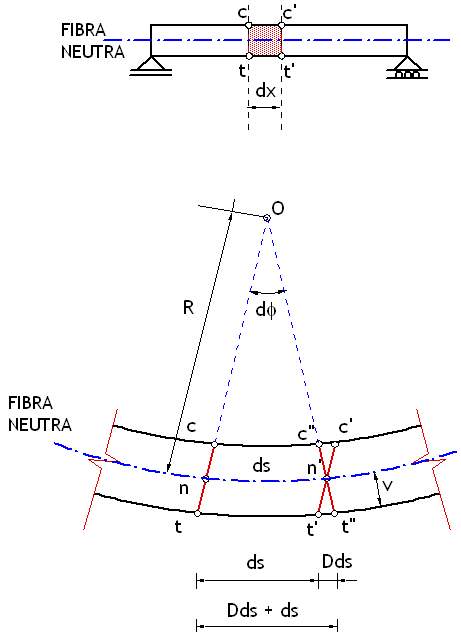 c c'
FIBRA
NEUTRA
t t'
dx
O
R
dϕ
FIBRA
NEUTRA
c c" c'
ds n'
n v
t t' t"
ds Dds
Dds + ds